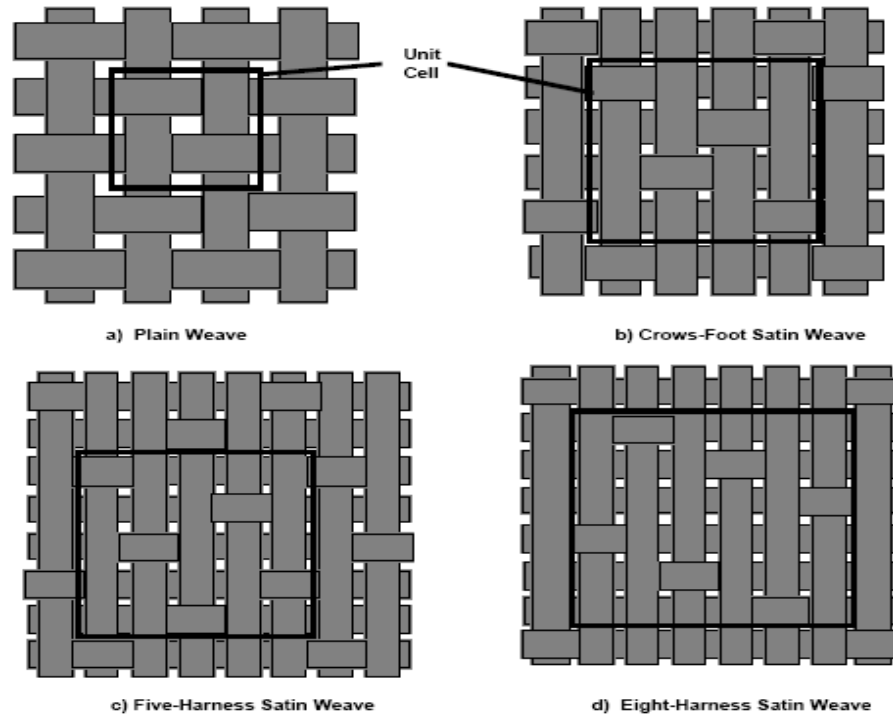 Unit
Cell
a) Plain Weave
b) Crows-Foot Satin Weave
c) Five-Harness Satin Weave
d) Eight-Harness Satin Weave